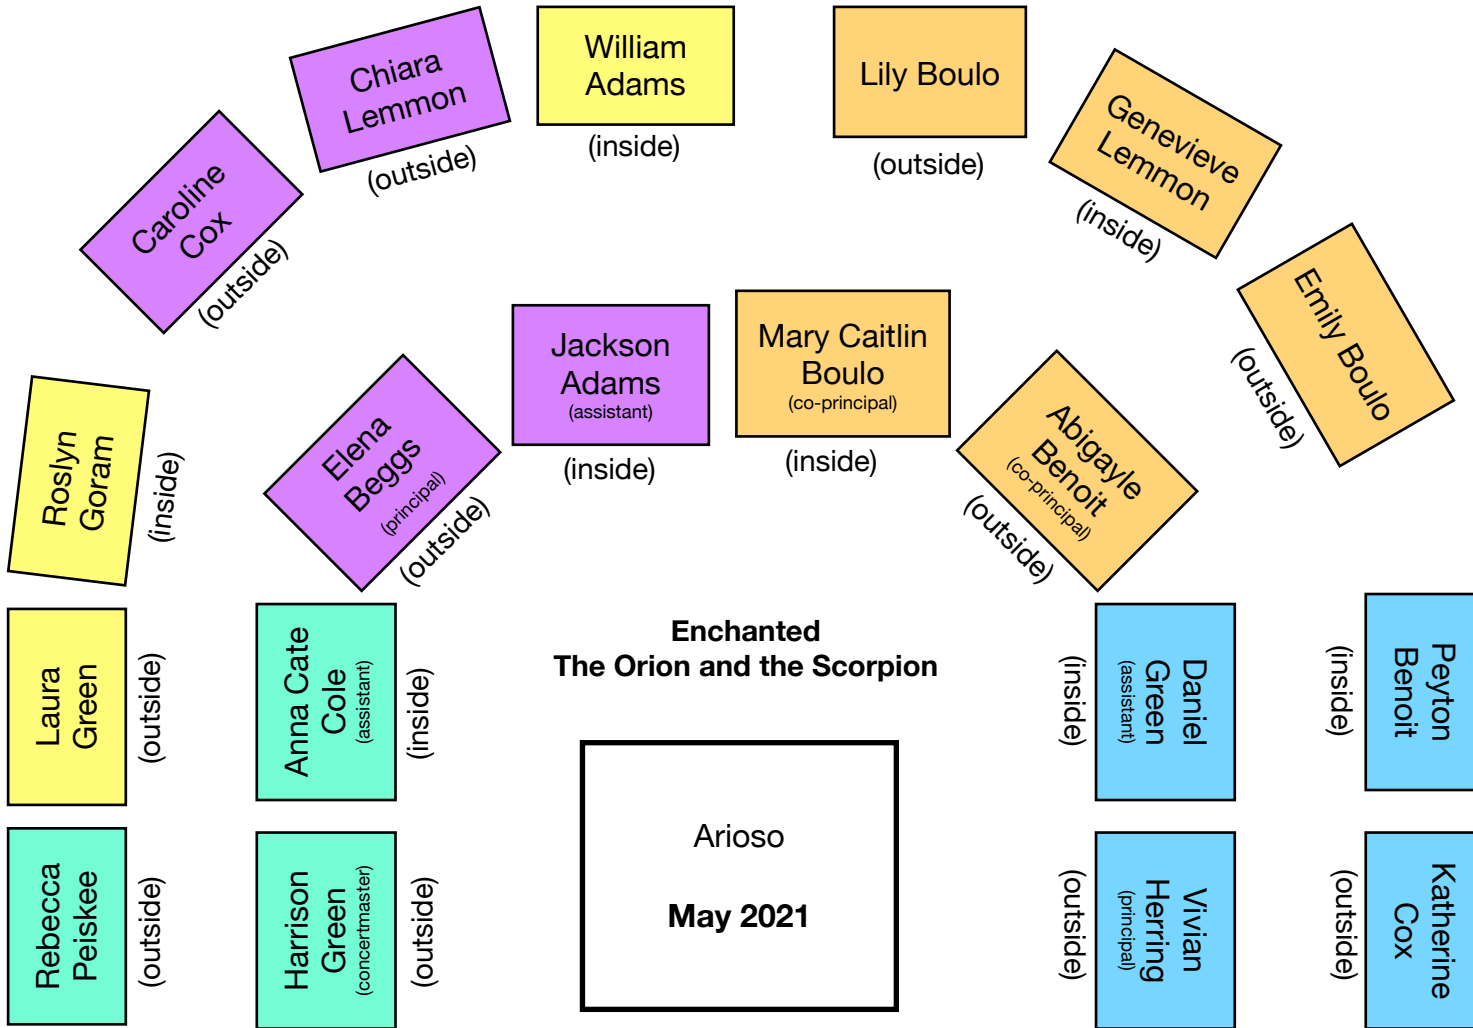 William
Adams
(inside)
Lily Boulo
(outside)
Chiara
Lemmon
(outside)
Genevieve
Lemmon
(inside)
Caroline
Cox
(outside)
Emily Boulo
(outside)
Jackson
Adams
(assistant)
(inside)
Mary Caitlin
Boulo
(co-principal)
(inside)
Elena
Beggs
(principal)
(outside)
Abigayle
Benoit
(co-principal)
(outside)
Roslyn
Goram
(inside)
Laura
Green
(outside)
Anna Cate
Cole
(assistant)
(inside)
Enchanted
The Orion and the Scorpion
Daniel
Green
(assistant)
(inside)
Peyton
Benoit
(inside)
Rebecca
Peiskee
(outside)
Harrison
Green
(concertmaster)
(outside)
Arioso
May 2021
Vivian
Herring
(principal)
(outside)
Katherine
Cox
(outside)